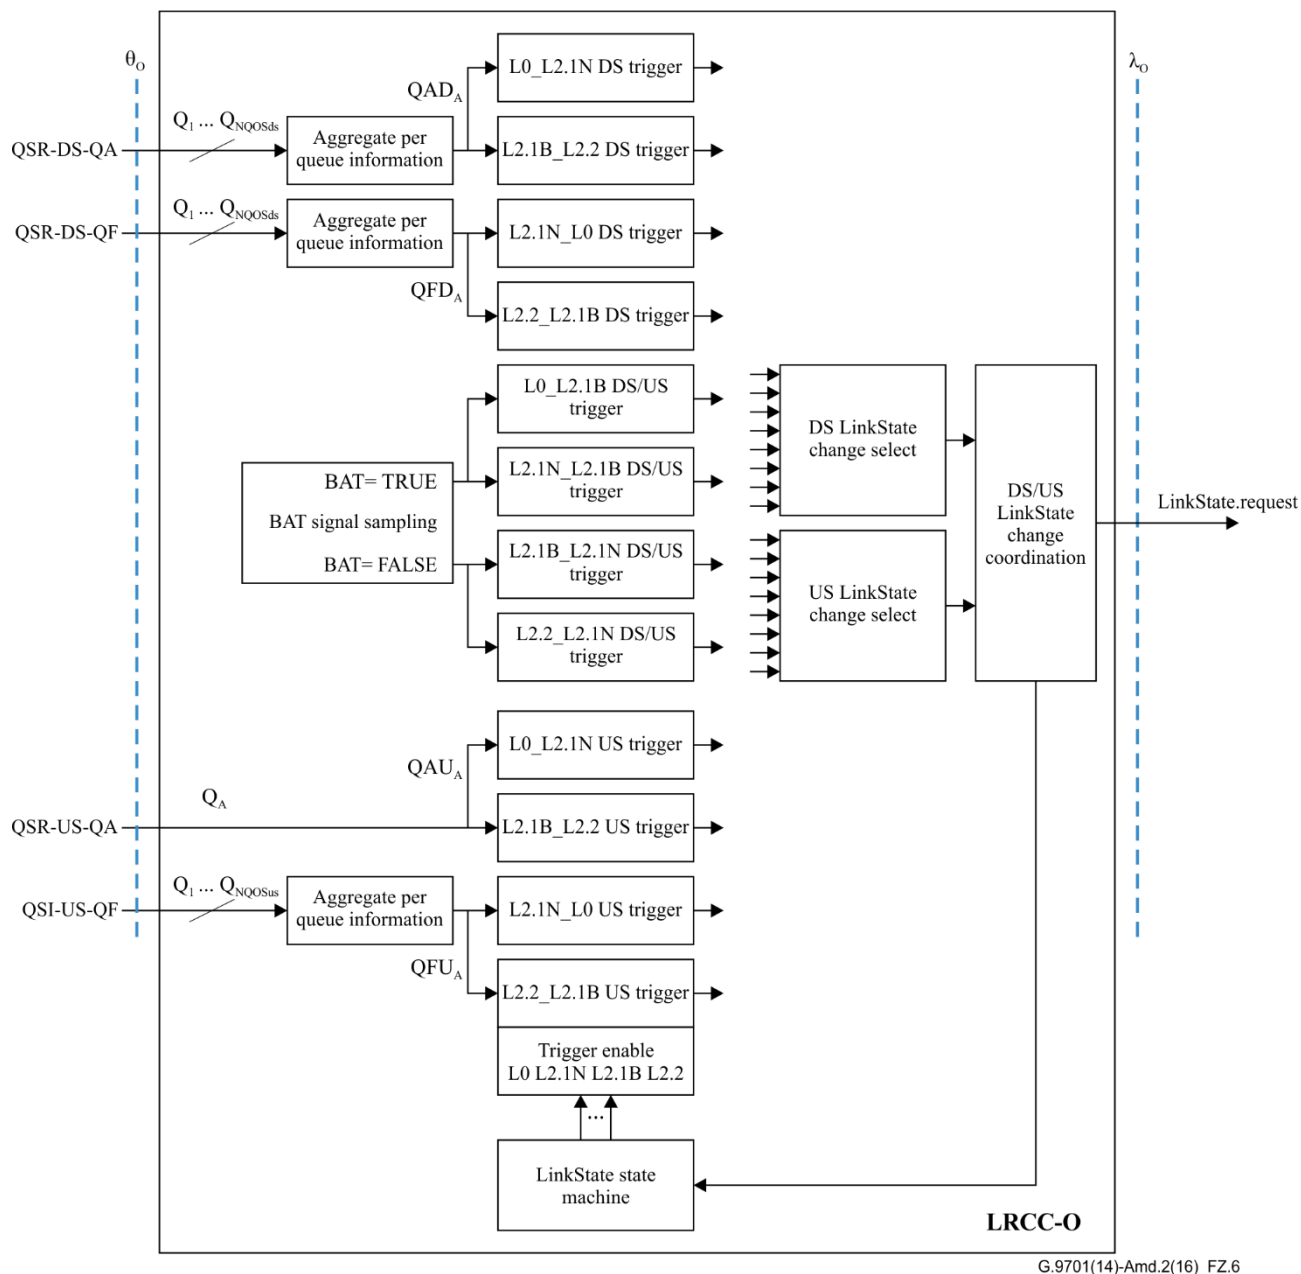 θO
λO
L0_L2.1N DS trigger
QADA
Q1 ... QNQOSds
QSR-DS-QA
Aggregate per
queue information
L2.1B_L2.2 DS trigger
Q1 ... QNQOSds
QSR-DS-QF
Aggregate per
queue information
L2.1N_L0 DS trigger
QFDA
L2.2_L2.1B DS trigger
L0_L2.1B DS/US
trigger
DS LinkState
change select
BAT= TRUE
BAT signal sampling
BAT= FALSE
L2.1N_L2.1B DS/US
trigger
DS/US
LinkState
change
coordination
LinkState.request
L2.1B_L2.1N DS/US
trigger
US LinkState
change select
L2.2_L2.1N DS/US
trigger
L0_L2.1N US trigger
QAUA
QA
QSR-US-QA
L2.1B_L2.2 US trigger
Q1 ... QNQOSus
QSI-US-QF
Aggregate per
queue information
L2.1N_L0 US trigger
QFUA
L2.2_L2.1B US trigger
Trigger enable
L0 L2.1N L2.1B L2.2
...
LinkState state
machine
LRCC-O
G.9701(14)-Amd.2(16)_FZ.6